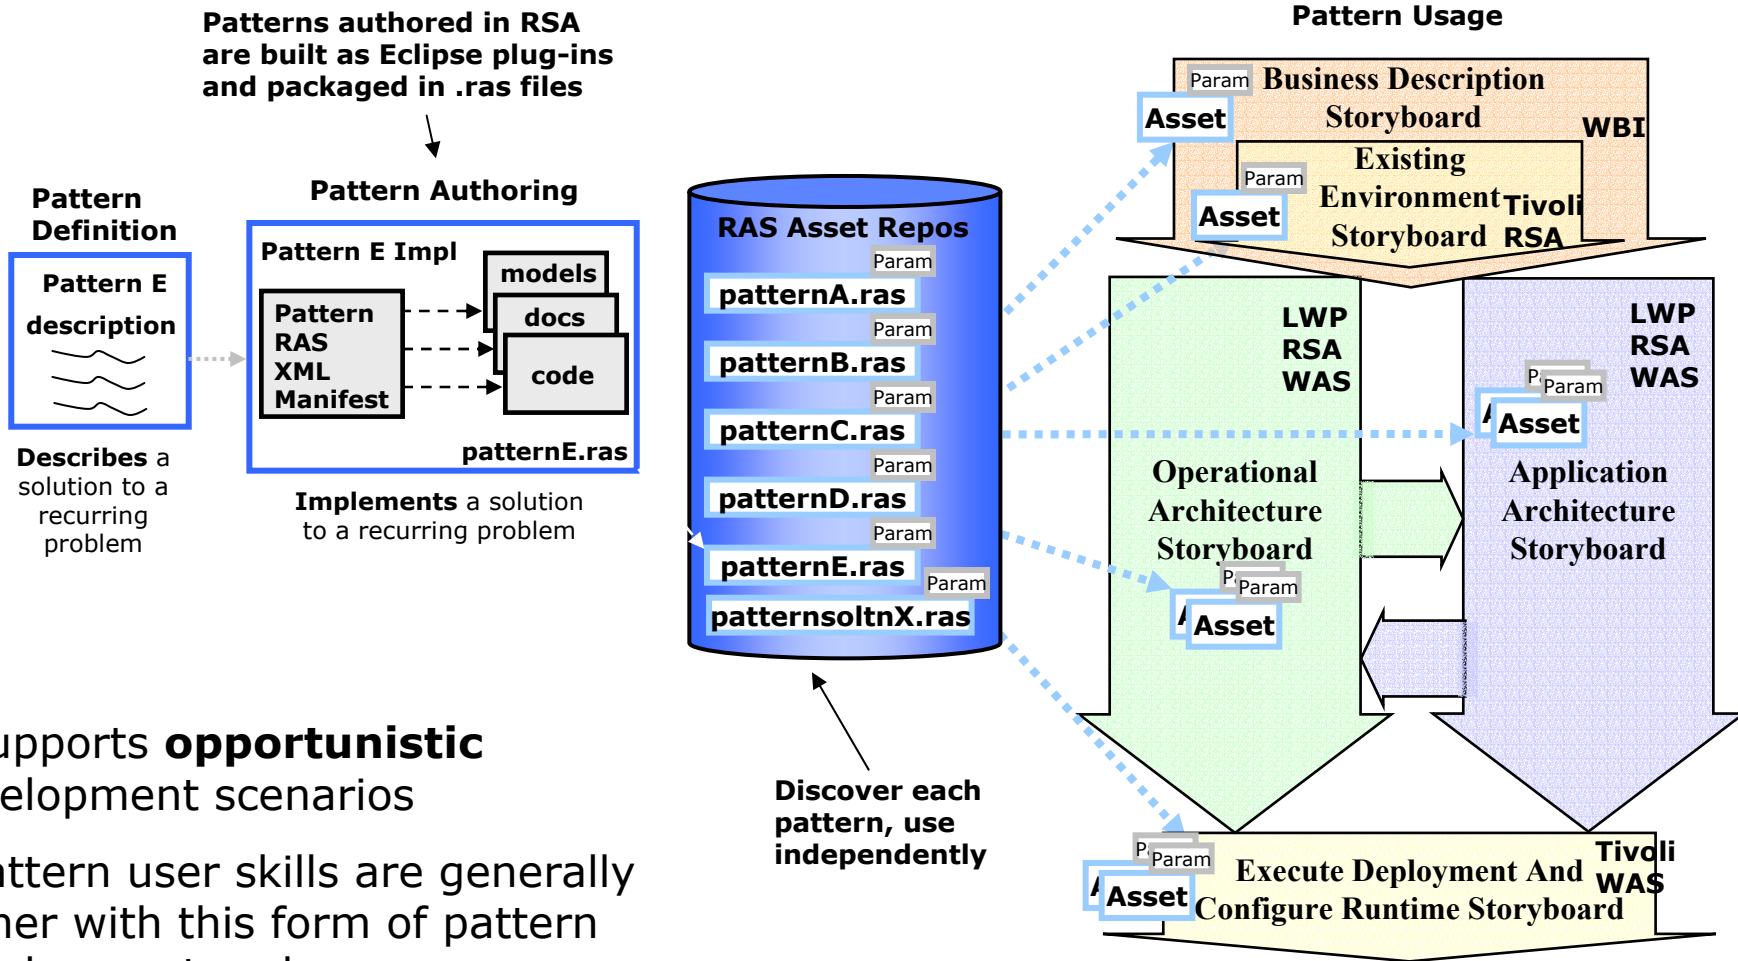 Patterns authored in RSA
are built as Eclipse plug-ins
and packaged in .ras files
Pattern Usage
Pattern
Definition
Pattern E
description
Describes a
solution to a
recurring
problem
Pattern Authoring
Pattern E Impl
Pattern
RAS
XML
Manifest
models
docs
code
patternE.ras
Implements a solution
to a recurring problem
RAS Asset Repos
Param
patternA.ras
Param
patternB.ras
Param
patternC.ras
Param
patternD.ras
Param
patternE.ras
Param
patternsoltnX.ras
Discover each
pattern, use
independently
Param
Asset
Business Description
Storyboard
WBI
Param
Asset
Existing
Environment
Storyboard
Tivoli
RSA
LWP
RSA
WAS
Operational
Architecture
Storyboard
Param
Asset
LWP
RSA
WAS
Param
Asset
Application
Architecture
Storyboard
Param
Asset
Execute Deployment And
Configure Runtime Storyboard
Tivoli
WAS
upports opportunistic
elopment scenarios
attern user skills are generally
ner with this form of pattern